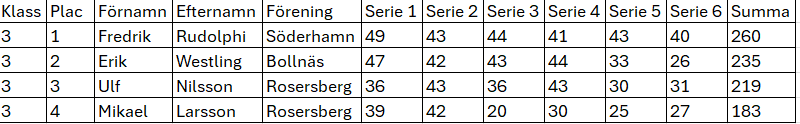 Klass Plac Förnamn Efternamn Förening Serie 1 Serie 2 Serie 3 Serie 4 Serie 5 Serie 6 Summa
3 1 Fredrik Rudolphi Söderhamn 49 43 44 41 43 40 260
3 2 Erik Westling Bollnäs 47 42 43 44 33 26 235
3 3 Ulf Nilsson Rosersberg 36 43 36 43 30 31 219
3 4 Mikael Larsson Rosersberg 39 42 20 30 25 27 183